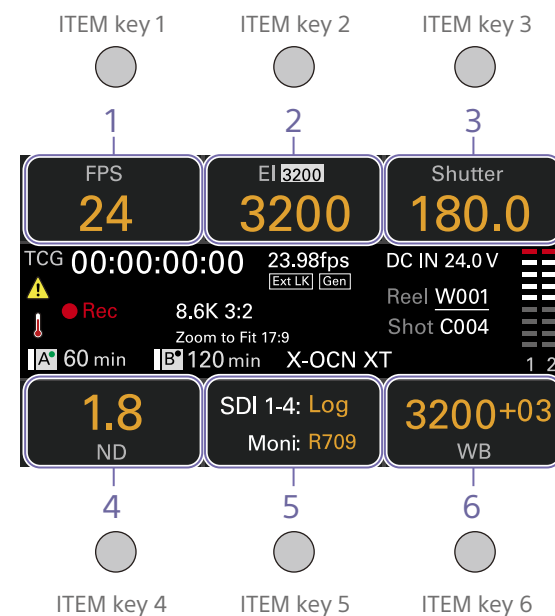 ITEM key 1 ITEM key 2 ITEM key 3
1 2 3
FPS EI 3200 Shutter
24 3200 180.0
TCG 00:00:00:00 23.98fps DC IN 24.0 V
Ext LK Gen
Rec 8.6K 3:2 Reel W001
Zoom to Fit 17:9 Shot C004
A 60 min B 120 min X-OCN XT 1 2
1.8 SDI 1-4: Log 3200+03
ND Moni: R709 WB
4 5 6
ITEM key 4 ITEM key 5 ITEM key 6